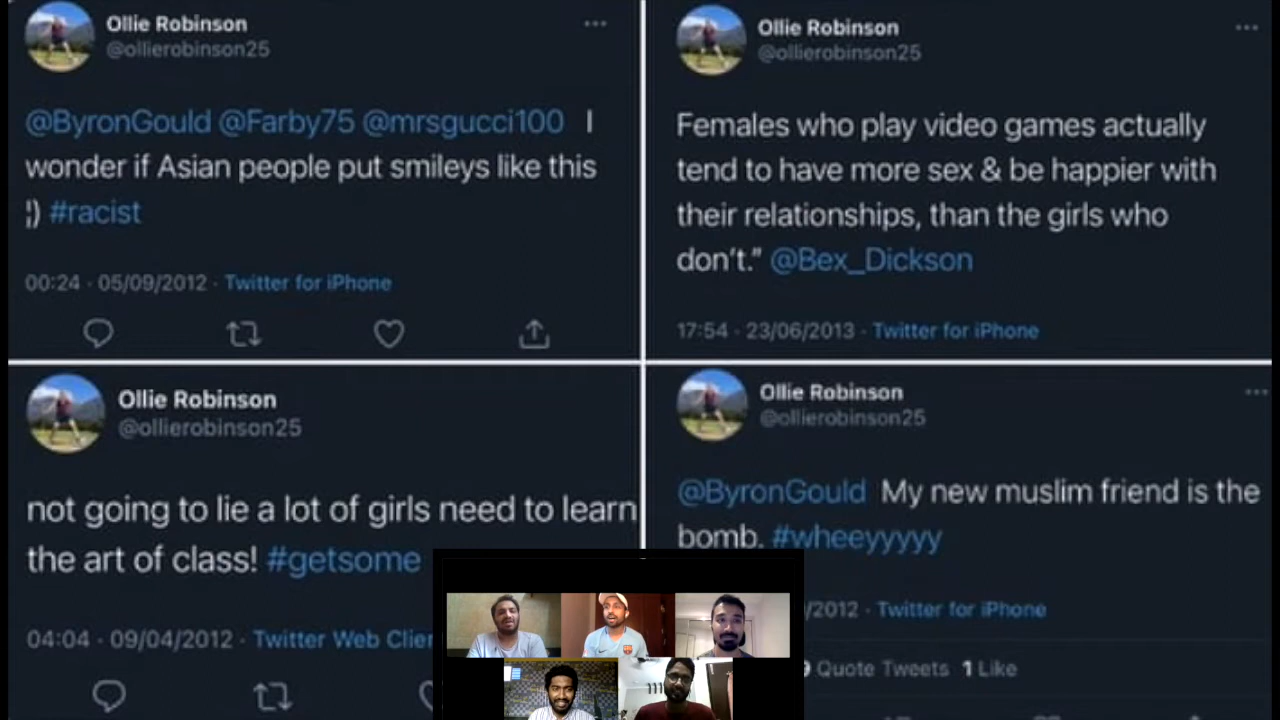 Ollie Robinson
@ollierobinson25
@ByronGould @Farby75 @mrsgucci100 I
wonder if Asian people put smileys like this
¦) #racist
00:24 · 05/09/2012 · Twitter for iPhone
Ollie Robinson
@ollierobinson25
Females who play video games actually
tend to have more sex & be happier with
their relationships, than the girls who
don't.” @Bex_Dickson
17:54 · 23/06/2013 · Twitter for iPhone
Ollie Robinson
@ollierobinson25
not going to lie a lot of girls need to learn
the art of class! #getsome
04:04 · 09/04/2012 · Twitter Web Clier
Ollie Robinson
@ollierobinson25
@ByronGould My new muslim friend is the
bomb. #wheeyyyyy
/2012 · Twitter for iPhone
Quote Tweets 1 Like